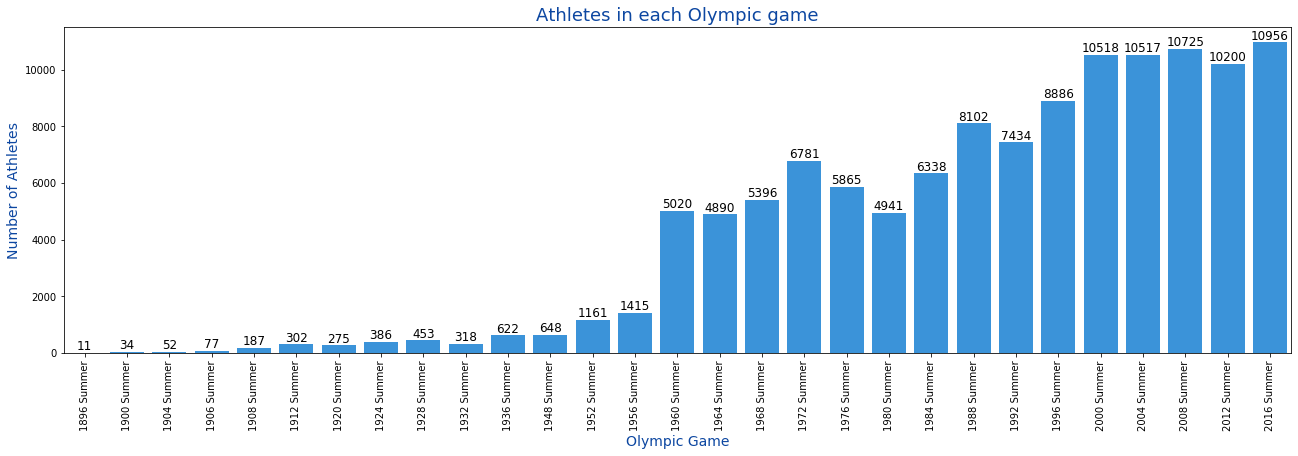 Athletes in each Olympic game
Number of Athletes
10000
8000
6000
4000
2000
0
11
34
52
77
187
302
275
386
453
318
622
648
1161
1415
5020
4890
5396
6781
5865
4941
6338
8102
7434
8886
10518
10517
10725
10200
10956
1896 Summer
1900 Summer
1904 Summer
1906 Summer
1908 Summer
1912 Summer
1920 Summer
1924 Summer
1928 Summer
1932 Summer
1936 Summer
1948 Summer
1952 Summer
1956 Summer
1960 Summer
1964 Summer
1968 Summer
1972 Summer
1976 Summer
1980 Summer
1984 Summer
1988 Summer
1992 Summer
1996 Summer
2000 Summer
2004 Summer
2008 Summer
2012 Summer
2016 Summer
Olympic Game